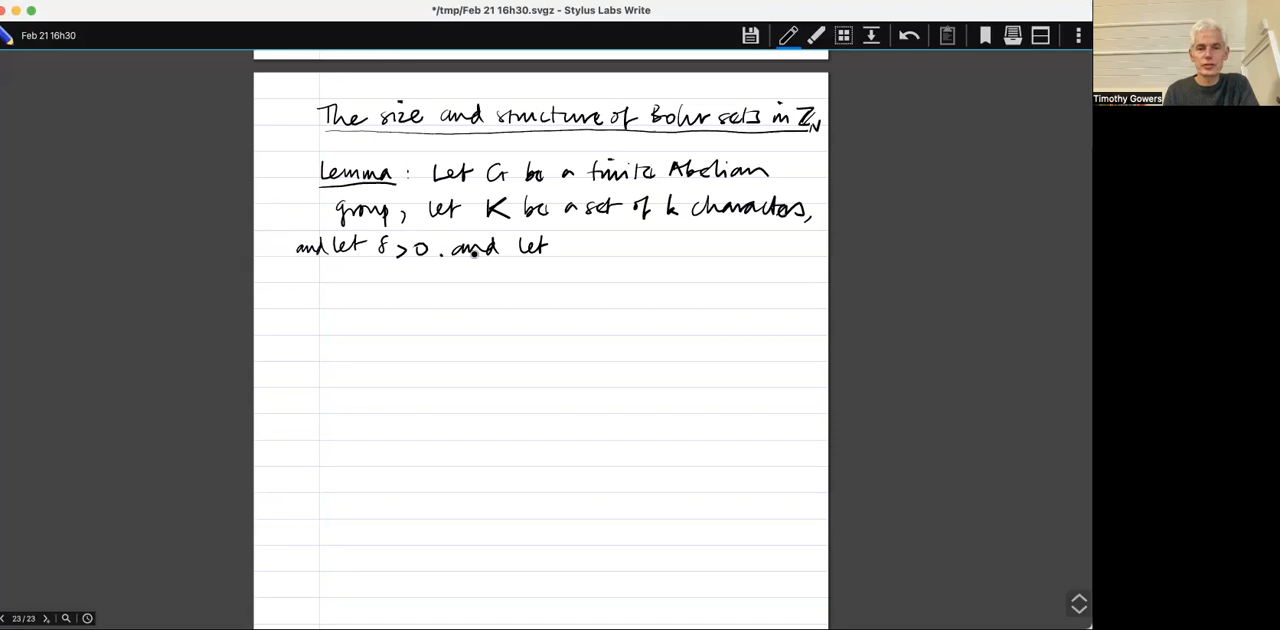 */tmp/Feb 21 16h30.svgz - Stylus Labs Write
Feb 21 16h30
Timothy Gowers
The size and structure of Bohr sets in ℤ_N
Lemma : Let G be a finite Abelian
group, let K be a set of k characters,
and let δ > 0 . and let
23/23